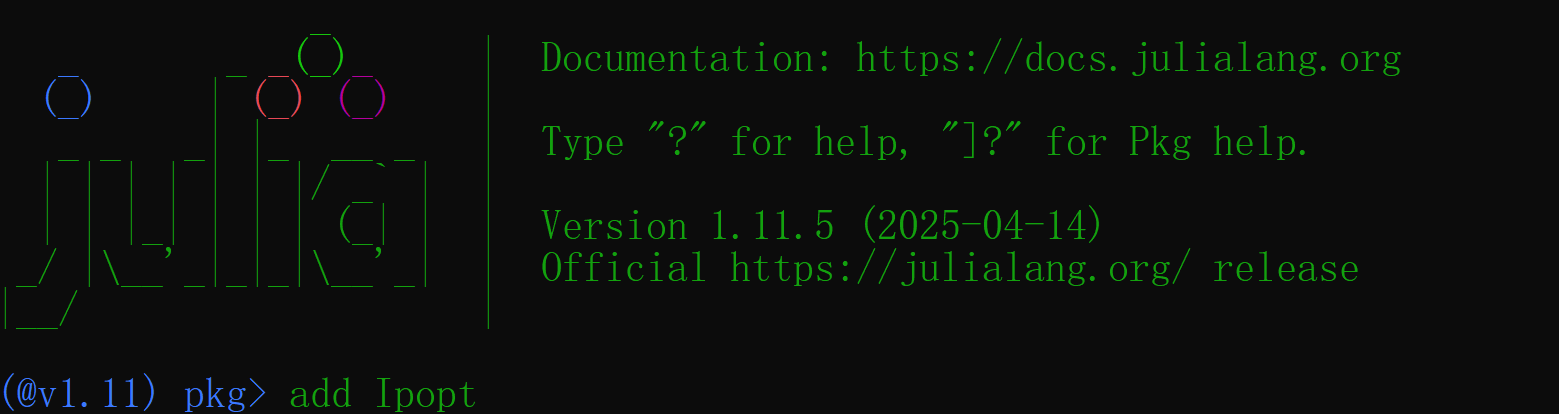 Documentation: https://docs.julialang.org
Type "?" for help, "]?" for Pkg help.
Version 1.11.5 (2025-04-14)
Official https://julialang.org/ release
julia
(@v1.11) pkg> add Ipopt